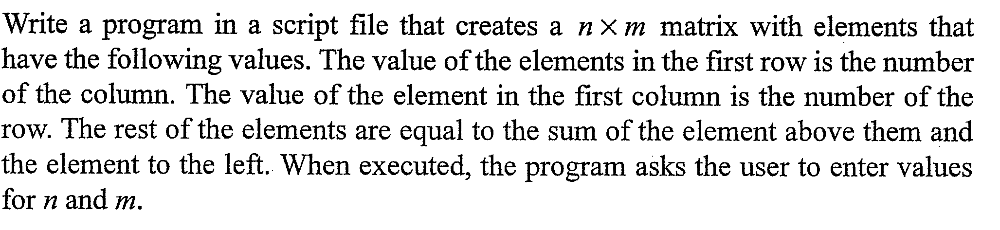 Write a program in a script file that creates a n × m matrix with elements that
have the following values. The value of the elements in the first row is the number
of the column. The value of the element in the first column is the number of the
row. The rest of the elements are equal to the sum of the element above them and
the element to the left. When executed, the program asks the user to enter values
for n and m.